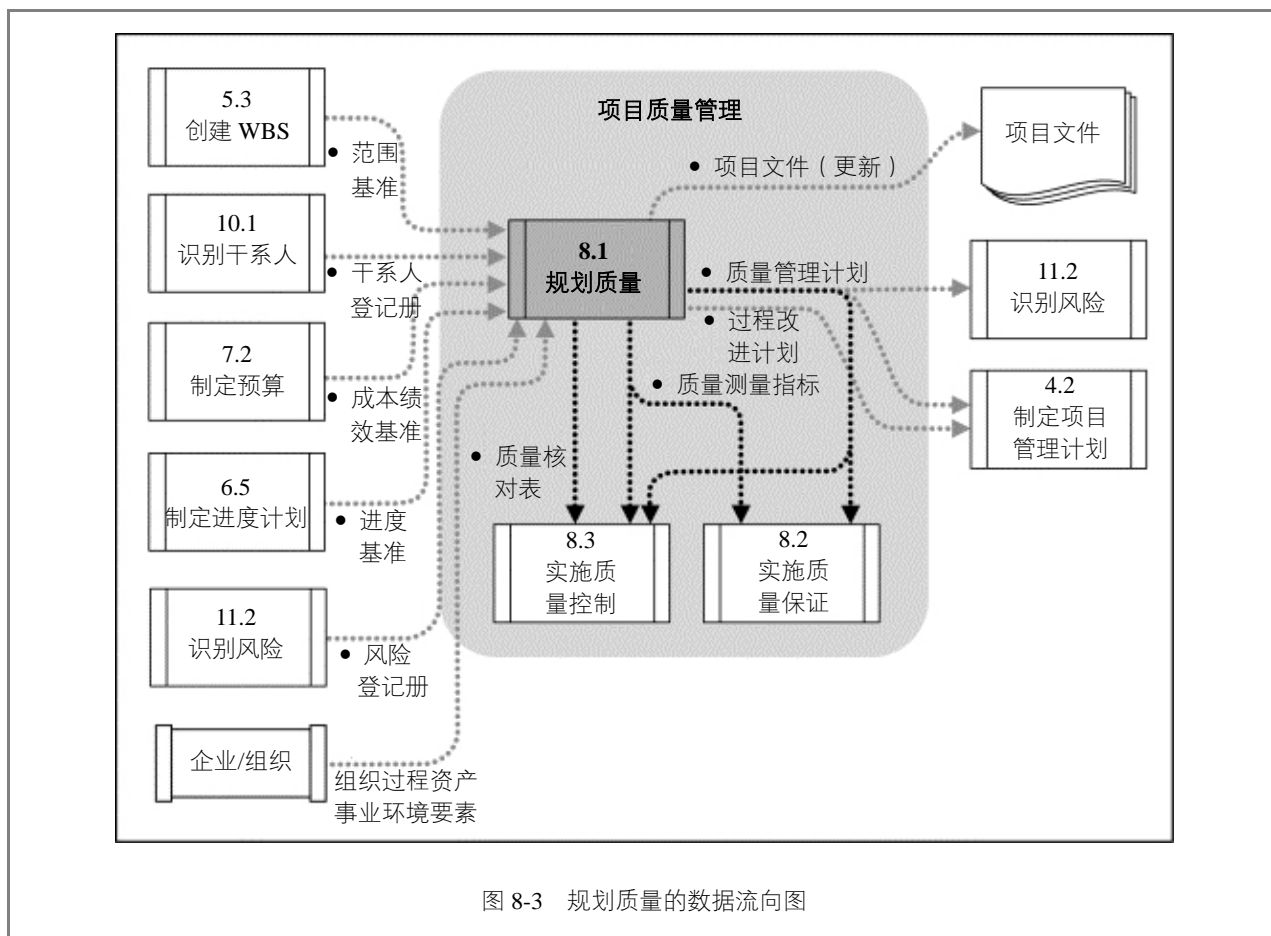 5.3
创建 WBS
● 范围
基准
10.1
识别干系人
● 干系人
登记册
7.2
制定预算
● 成本绩
效基准
6.5
制定进度计划
● 进度
基准
11.2
识别风险
● 风险
登记册
企业/组织
组织过程资产
事业环境要素
项目质量管理
● 项目文件（更新）
8.1
规划质量
● 质量管理计划
● 过程改
进计划
● 质量测量指标
● 质量核
对表
8.3
实施质
量控制
8.2
实施质
量保证
项目文件
11.2
识别风险
4.2
制定项目
管理计划
图 8-3 规划质量的数据流向图